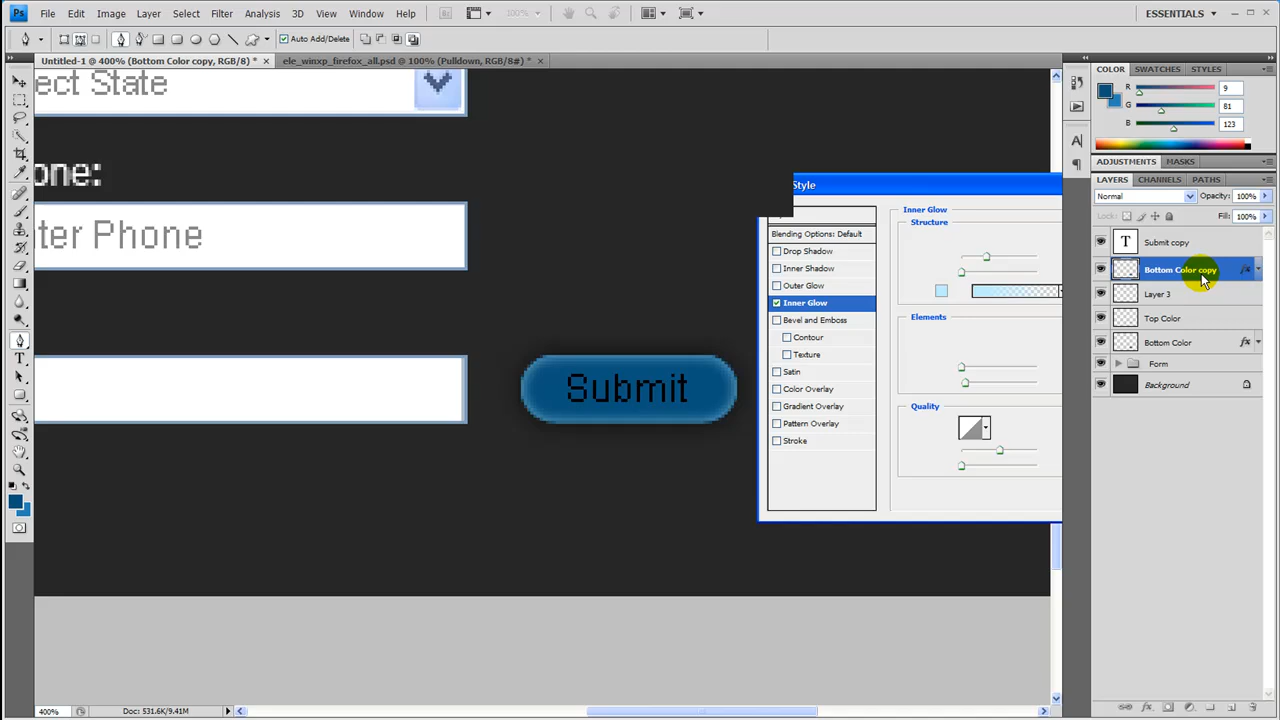 Ps File Edit Image Layer Select Filter Analysis 3D View Window Help 100% ESSENTIALS
Auto Add/Delete
Untitled-1 @ 400% (Bottom Color copy, RGB/8) * x ele_winxp_firefox_all.psd @ 100% (Pulldown, RGB/8#) * x
ect State
one:
ter Phone
Submit
Style
Blending Options: Default
Drop Shadow
Inner Shadow
Outer Glow
Inner Glow
Bevel and Emboss
Contour
Texture
Satin
Color Overlay
Gradient Overlay
Pattern Overlay
Stroke
Inner Glow
Structure
Elements
Quality
COLOR SWATCHES STYLES
R 9
G 81
B 123
ADJUSTMENTS MASKS
LAYERS CHANNELS PATHS
Normal Opacity: 100%
Lock: Fill: 100%
T Submit copy
Bottom Color copy fx
Layer 3
Top Color
Bottom Color fx
Form
Background
400% Doc: 531.6K/9.41M